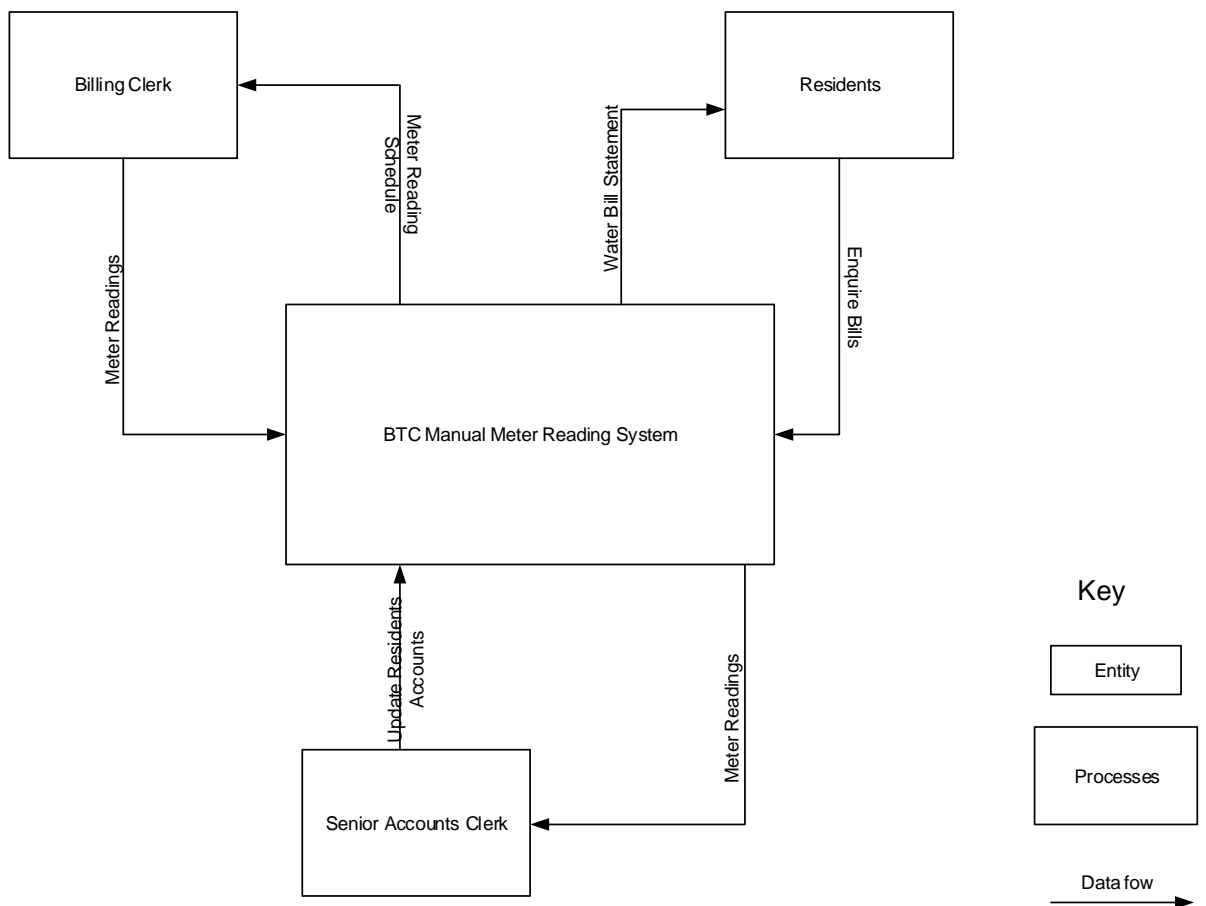 Billing Clerk
Residents
Meter Reading
Schedule
Water Bill Statement
Meter Readings
Enquire Bills
BTC Manual Meter Reading System
Update Residents
Accounts
Meter Readings
Senior Accounts Clerk
Key
Entity
Processes
Data fow